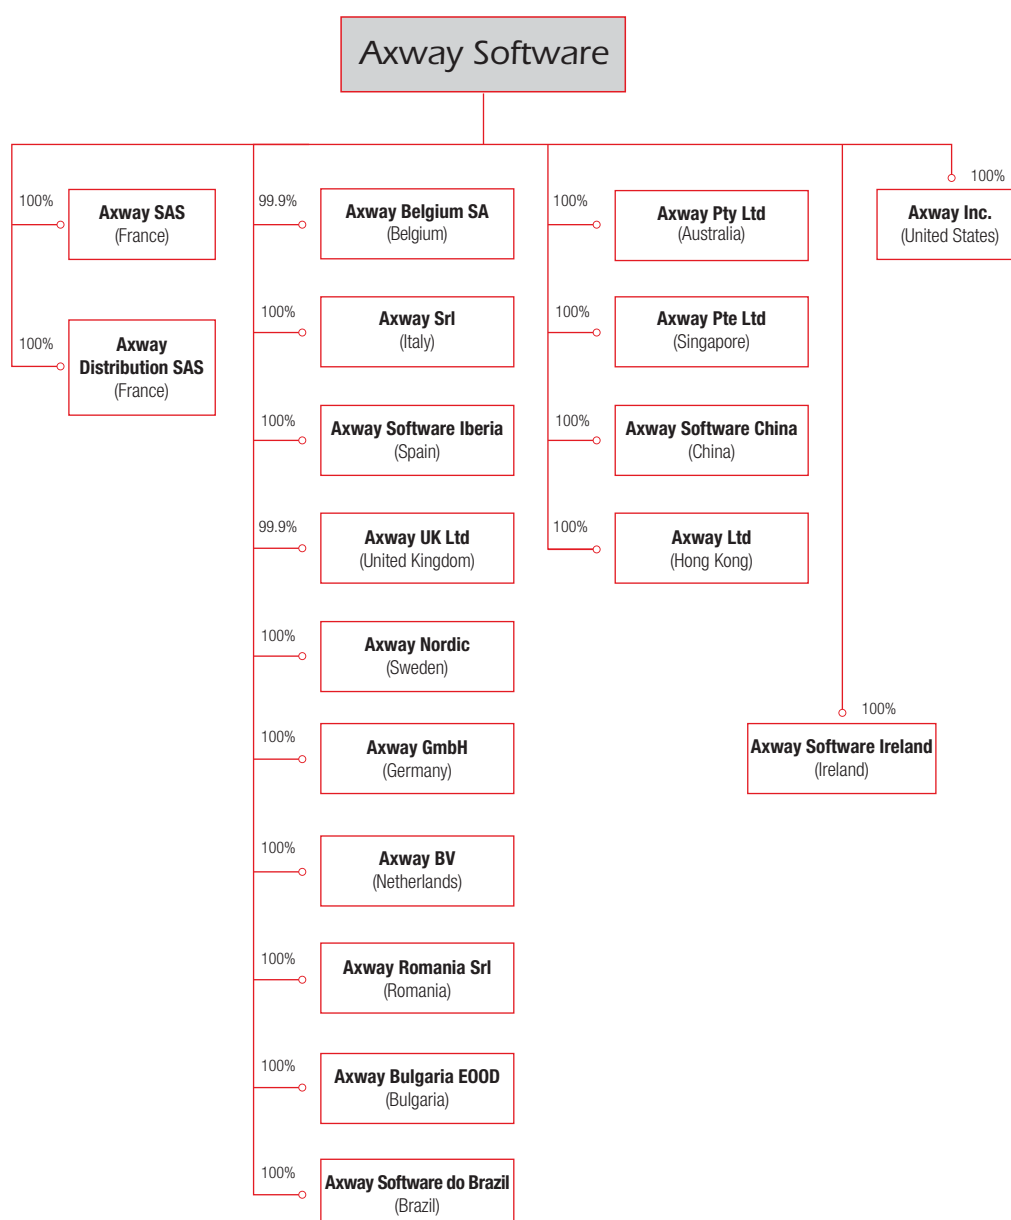 Axway Software
100%
Axway SAS
(France)
100%
Axway
Distribution SAS
(France)
99.9%
Axway Belgium SA
(Belgium)
100%
Axway Srl
(Italy)
100%
Axway Software Iberia
(Spain)
99.9%
Axway UK Ltd
(United Kingdom)
100%
Axway Nordic
(Sweden)
100%
Axway GmbH
(Germany)
100%
Axway BV
(Netherlands)
100%
Axway Romania Srl
(Romania)
100%
Axway Bulgaria EOOD
(Bulgaria)
100%
Axway Software do Brazil
(Brazil)
100%
Axway Pty Ltd
(Australia)
100%
Axway Pte Ltd
(Singapore)
100%
Axway Software China
(China)
100%
Axway Ltd
(Hong Kong)
100%
Axway Software Ireland
(Ireland)
100%
Axway Inc.
(United States)